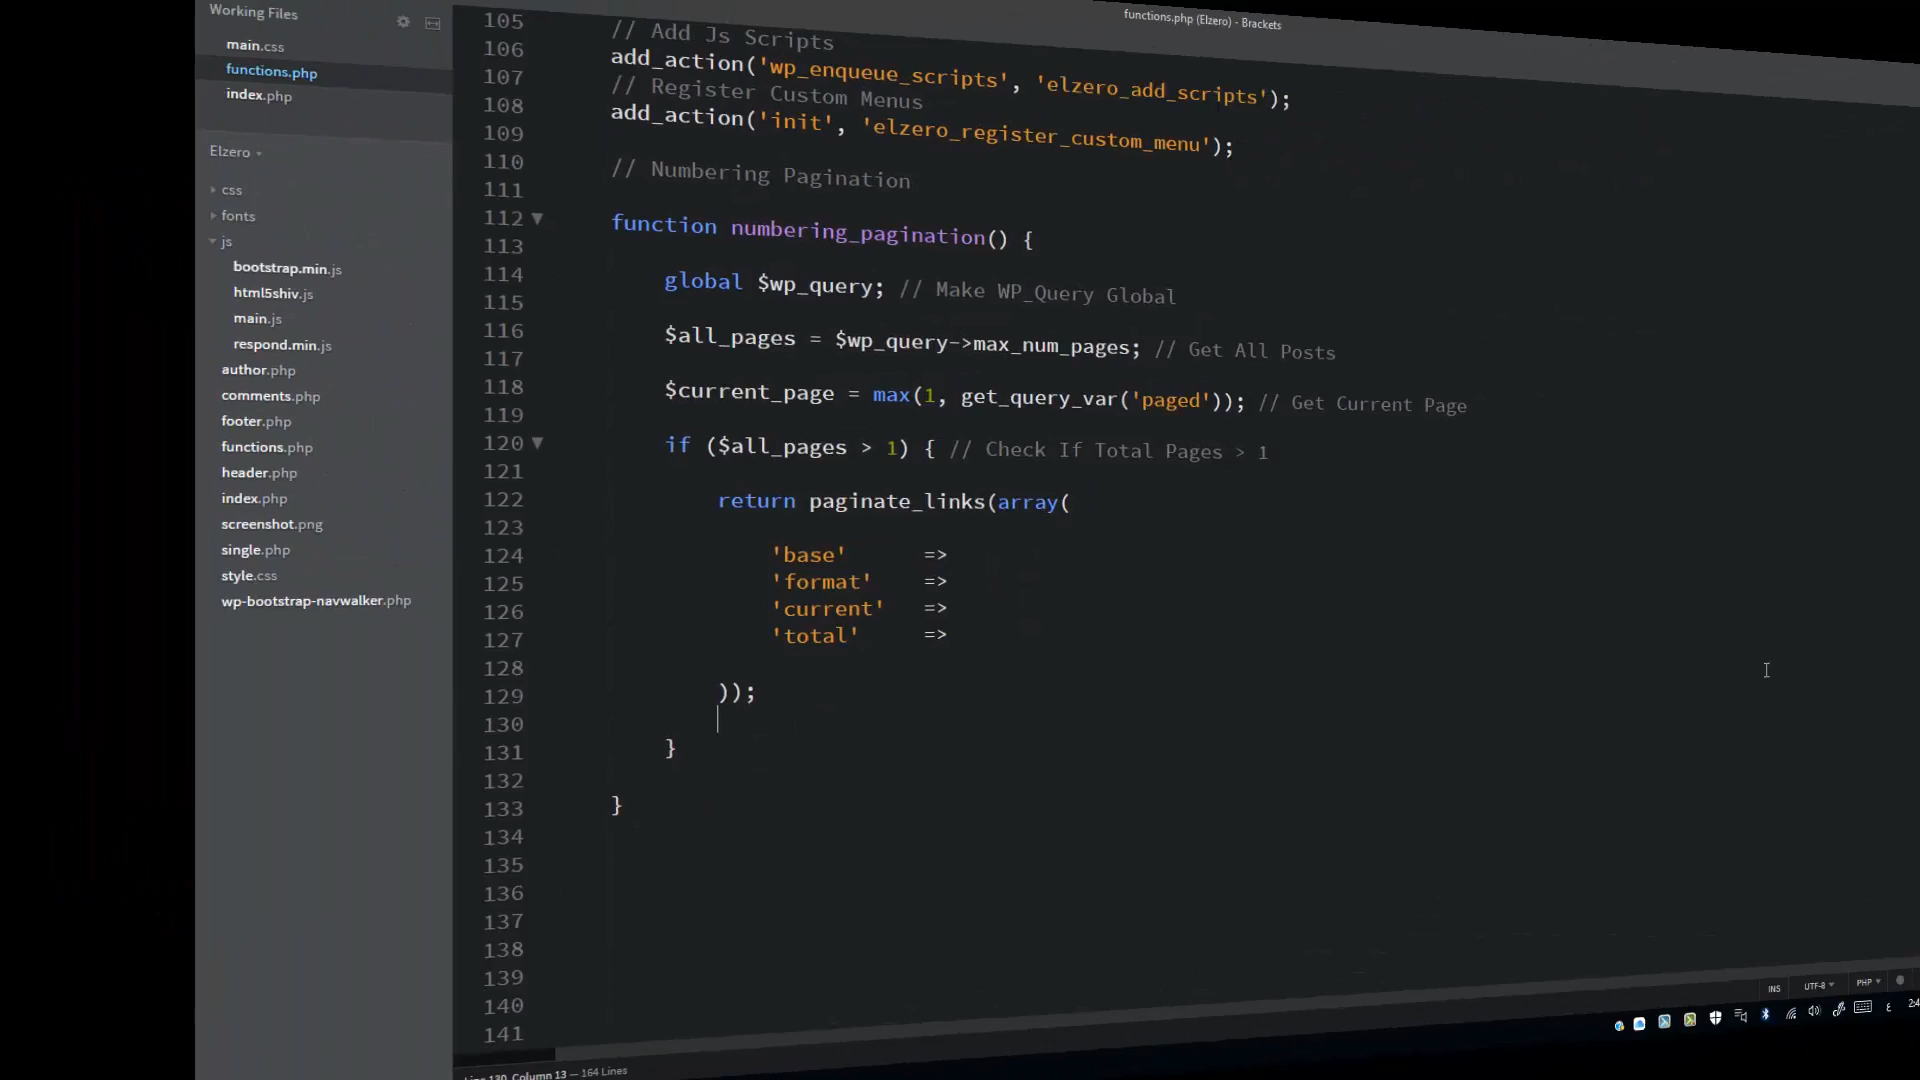 functions.php (Elzero) - Brackets
Working Files
main.css
functions.php
index.php
Elzero
css
fonts
js
bootstrap.min.js
html5shiv.js
main.js
respond.min.js
author.php
comments.php
footer.php
functions.php
header.php
index.php
screenshot.png
single.php
style.css
wp-bootstrap-navwalker.php
105 // Add Js Scripts
106 add_action('wp_enqueue_scripts', 'elzero_add_scripts');
107 // Register Custom Menus
108 add_action('init', 'elzero_register_custom_menu');
109
110 // Numbering Pagination
111
112 function numbering_pagination() {
113
114 global $wp_query; // Make WP_Query Global
115
116 $all_pages = $wp_query->max_num_pages; // Get All Posts
117
118 $current_page = max(1, get_query_var('paged')); // Get Current Page
119
120 if ($all_pages > 1) { // Check If Total Pages > 1
121
122 return paginate_links(array(
123
124 'base' =>
125 'format' =>
126 'current' =>
127 'total' =>
128
129 ));
130
131 }
132
133 }
134
135
136
137
138
139
140
141
INS UTF-8 PHP
ع
Line 130, Column 13 — 164 Lines